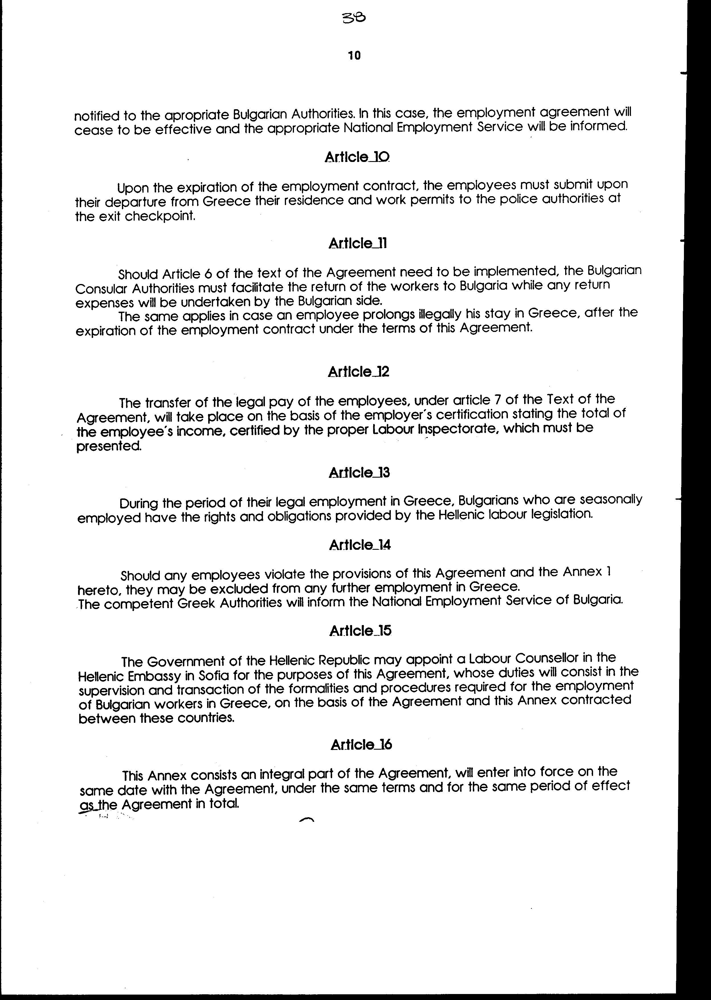 38
10
notified to the apropriate Bulgarian Authorities. In this case, the employment agreement will
cease to be effective and the appropriate National Employment Service will be informed.
Article 10
Upon the expiration of the employment contract, the employees must submit upon
their departure from Greece their residence and work permits to the police authorities at
the exit checkpoint.
Article 11
Should Article 6 of the text of the Agreement need to be implemented, the Bulgarian
Consular Authorities must facilitate the return of the workers to Bulgaria while any return
expenses will be undertaken by the Bulgarian side.
The same applies in case an employee prolongs illegally his stay in Greece, after the
expiration of the employment contract under the terms of this Agreement.
Article 12
The transfer of the legal pay of the employees, under article 7 of the Text of the
Agreement, will take place on the basis of the employer's certification stating the total of
the employee's income, certified by the proper Labour Inspectorate, which must be
presented.
Article 13
During the period of their legal employment in Greece, Bulgarians who are seasonally
employed have the rights and obligations provided by the Hellenic labour legislation.
Article 14
Should any employees violate the provisions of this Agreement and the Annex 1
hereto, they may be excluded from any further employment in Greece.
The competent Greek Authorities will inform the National Employment Service of Bulgaria.
Article 15
The Government of the Hellenic Republic may appoint a Labour Counsellor in the
Hellenic Embassy in Sofia for the purposes of this Agreement, whose duties will consist in the
supervision and transaction of the formalities and procedures required for the employment
of Bulgarian workers in Greece, on the basis of the Agreement and this Annex contracted
between these countries.
Article 16
This Annex consists an integral part of the Agreement, will enter into force on the
same date with the Agreement, under the same terms and for the same period of effect
as the Agreement in total.